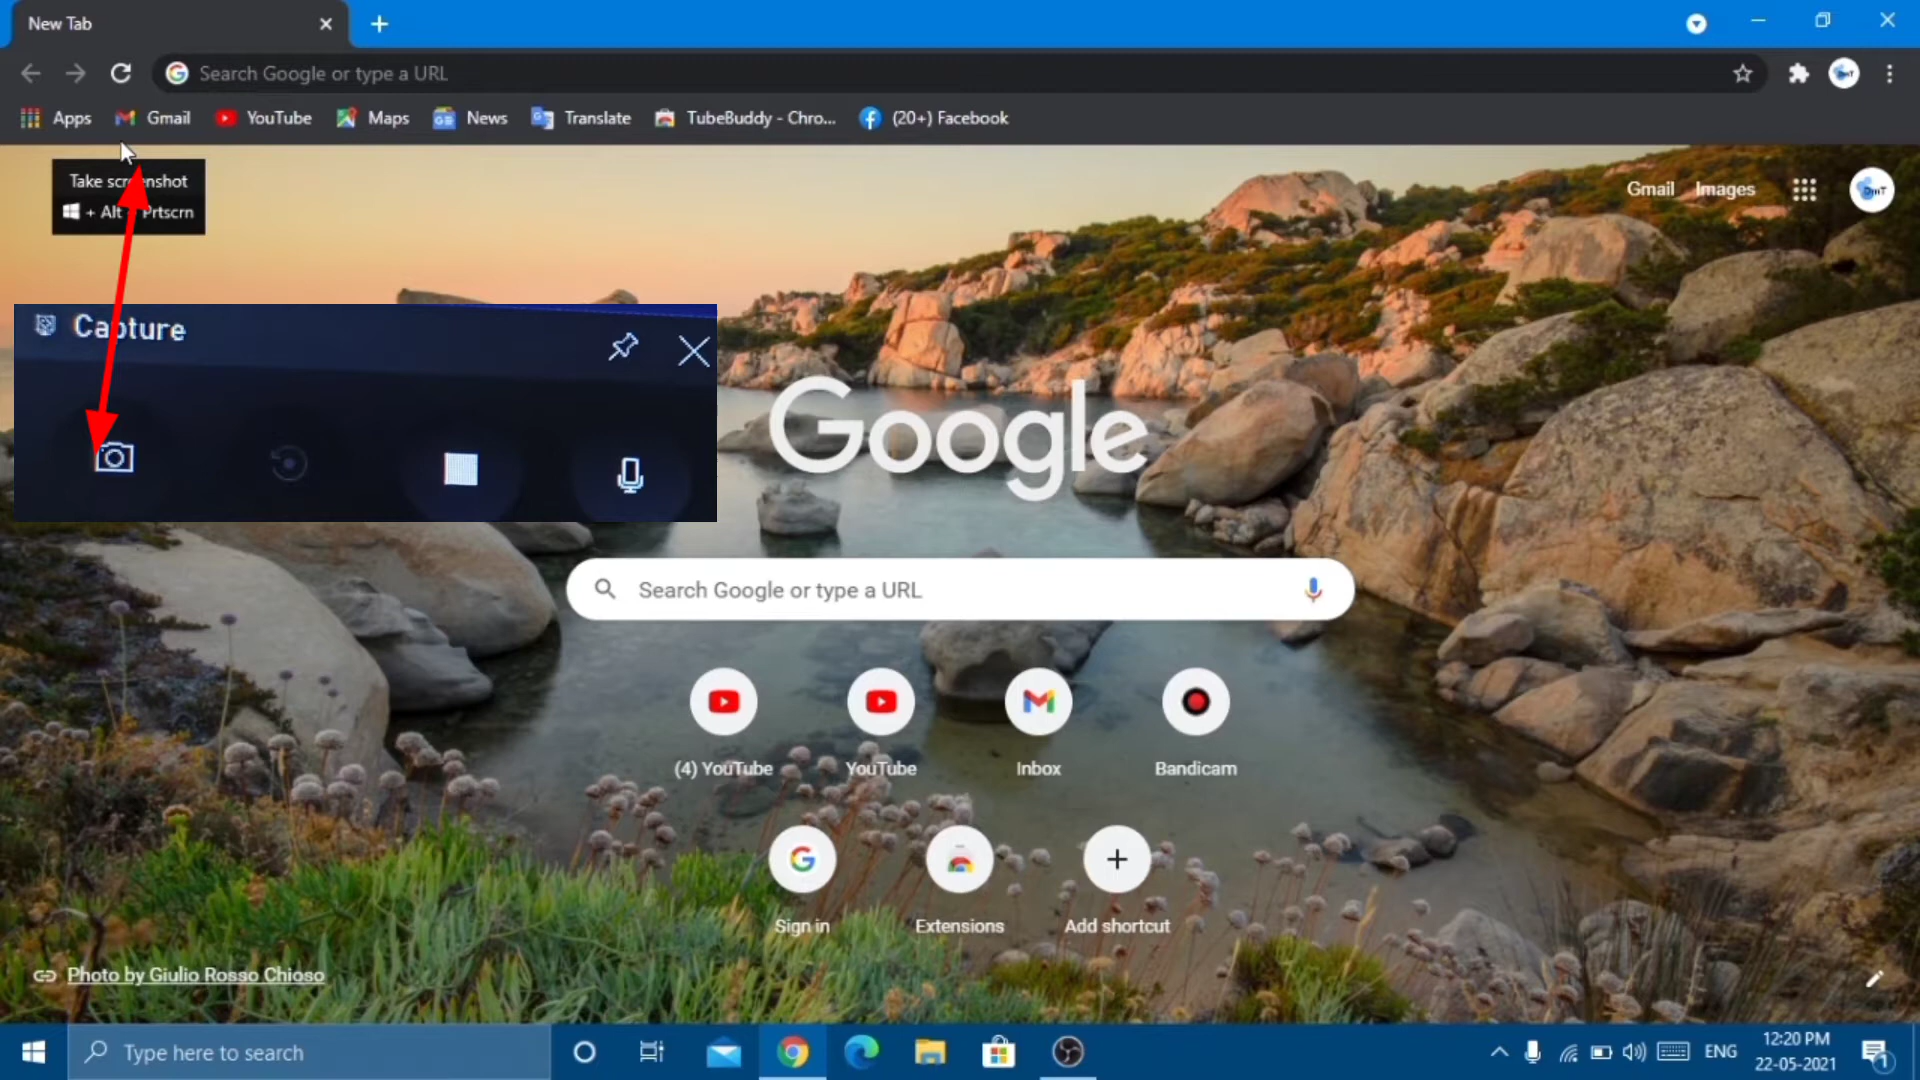 New Tab
Search Google or type a URL
Apps Gmail YouTube Maps News Translate TubeBuddy - Chro... (20+) Facebook
Take screenshot
+ Alt + Prtscrn
Gmail Images
DmT
Capture
Google
Search Google or type a URL
(4) YouTube YouTube Inbox Bandicam
Sign in Extensions Add shortcut
Photo by Giulio Rosso Chioso
Type here to search
ENG
12:20 PM
22-05-2021
1